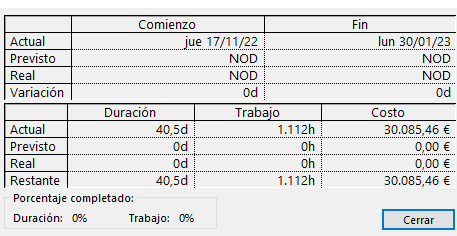 Comienzo Fin
Actual jue 17/11/22 lun 30/01/23
Previsto NOD NOD
Real NOD NOD
Variación 0d 0d
Duración Trabajo Costo
Actual 40,5d 1.112h 30.085,46 €
Previsto 0d 0h 0,00 €
Real 0d 0h 0,00 €
Restante 40,5d 1.112h 30.085,46 €
Porcentaje completado:
Duración: 0% Trabajo: 0%
Cerrar